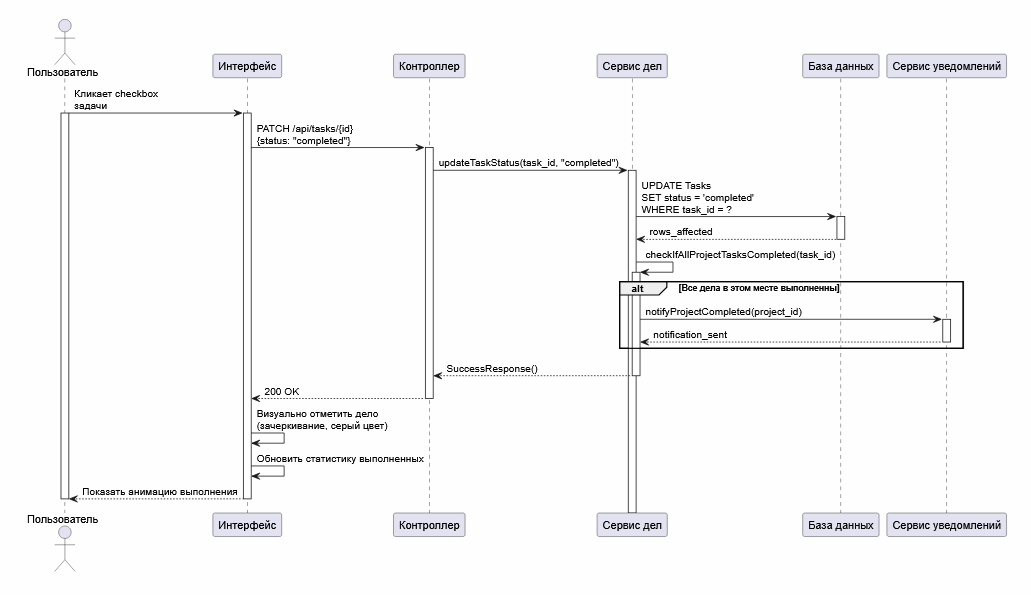 Пользователь
Интерфейс
Контроллер
Сервис дел
База данных
Сервис уведомлений
Кликает checkbox
задачи
PATCH /api/tasks/{id}
{status: "completed"}
updateTaskStatus(task_id, "completed")
UPDATE Tasks
SET status = 'completed'
WHERE task_id = ?
rows_affected
checkIfAllProjectTasksCompleted(task_id)
alt
[Все дела в этом месте выполненны]
notifyProjectCompleted(project_id)
notification_sent
SuccessResponse()
200 OK
Визуально отметить дело
(зачеркивание, серый цвет)
Обновить статистику выполненных
Показать анимацию выполнения
Пользователь
Интерфейс
Контроллер
Сервис дел
База данных
Сервис уведомлений